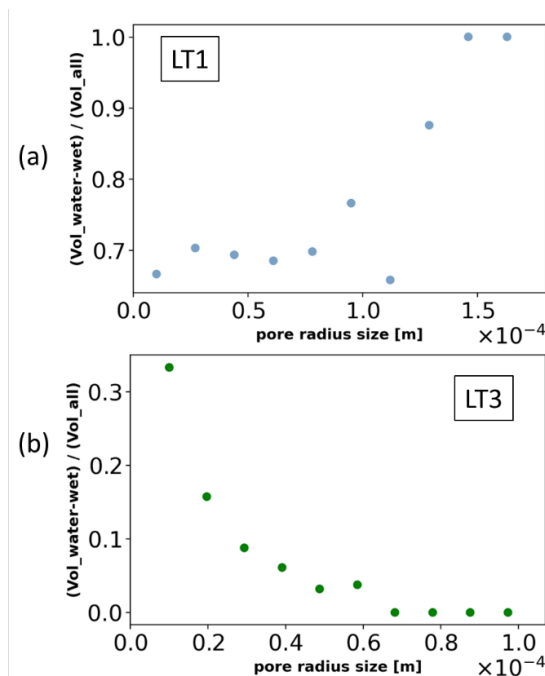 (a)
LT1
(Vol_water-wet) / (Vol_all)
1.0
0.9
0.8
0.7
0.0 0.5 1.0 1.5
pore radius size [m] ×10⁻⁴
(b)
LT3
(Vol_water-wet) / (Vol_all)
0.3
0.2
0.1
0.0
0.0 0.2 0.4 0.6 0.8 1.0
pore radius size [m] ×10⁻⁴